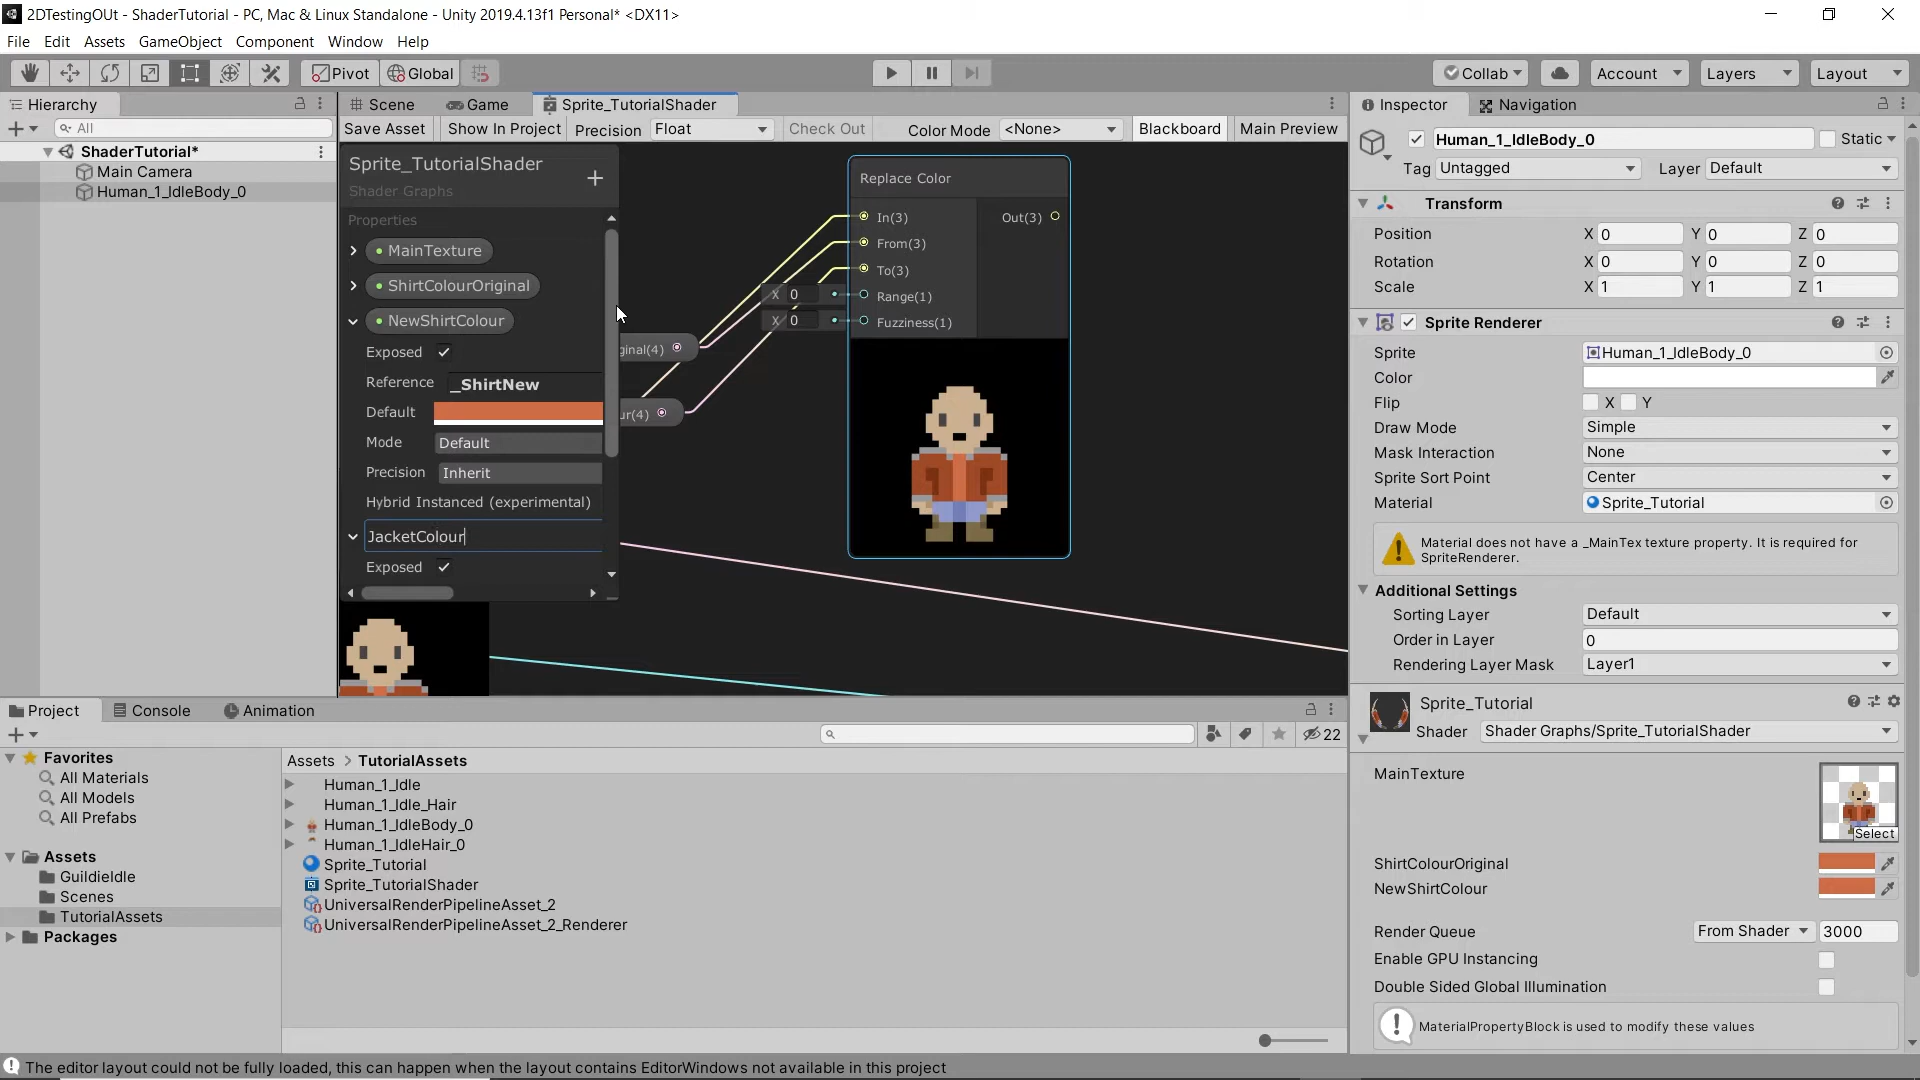 2DTestingOUt - ShaderTutorial - PC, Mac & Linux Standalone - Unity 2019.4.13f1 Personal* <DX11>
File Edit Assets GameObject Component Window Help
Pivot Global Collab Account Layers Layout
Hierarchy
All
ShaderTutorial*
Main Camera
Human_1_IdleBody_0
Scene Game Sprite_TutorialShader
Save Asset Show In Project Precision Float Check Out Color Mode <None> Blackboard Main Preview
Sprite_TutorialShader
Shader Graphs
Properties
MainTexture
ShirtColourOriginal
NewShirtColour
Exposed
Reference _ShirtNew
Default
Mode Default
Precision Inherit
Hybrid Instanced (experimental)
JacketColour
Exposed
ginal(4)
ur(4)
Replace Color
In(3) Out(3)
From(3)
To(3)
X 0 Range(1)
X 0 Fuzziness(1)
Inspector Navigation
Human_1_IdleBody_0 Static
Tag Untagged Layer Default
Transform
Position X 0 Y 0 Z 0
Rotation X 0 Y 0 Z 0
Scale X 1 Y 1 Z 1
Sprite Renderer
Sprite Human_1_IdleBody_0
Color
Flip X Y
Draw Mode Simple
Mask Interaction None
Sprite Sort Point Center
Material Sprite_Tutorial
Material does not have a _MainTex texture property. It is required for
SpriteRenderer.
Additional Settings
Sorting Layer Default
Order in Layer 0
Rendering Layer Mask Layer1
Sprite_Tutorial
Shader Shader Graphs/Sprite_TutorialShader
MainTexture
Select
ShirtColourOriginal
NewShirtColour
Render Queue From Shader 3000
Enable GPU Instancing
Double Sided Global Illumination
MaterialPropertyBlock is used to modify these values
Project Console Animation
22
Favorites
All Materials
All Models
All Prefabs
Assets
GuildieIdle
Scenes
TutorialAssets
Packages
Assets > TutorialAssets
Human_1_Idle
Human_1_Idle_Hair
Human_1_IdleBody_0
Human_1_IdleHair_0
Sprite_Tutorial
Sprite_TutorialShader
UniversalRenderPipelineAsset_2
UniversalRenderPipelineAsset_2_Renderer
The editor layout could not be fully loaded, this can happen when the layout contains EditorWindows not available in this project